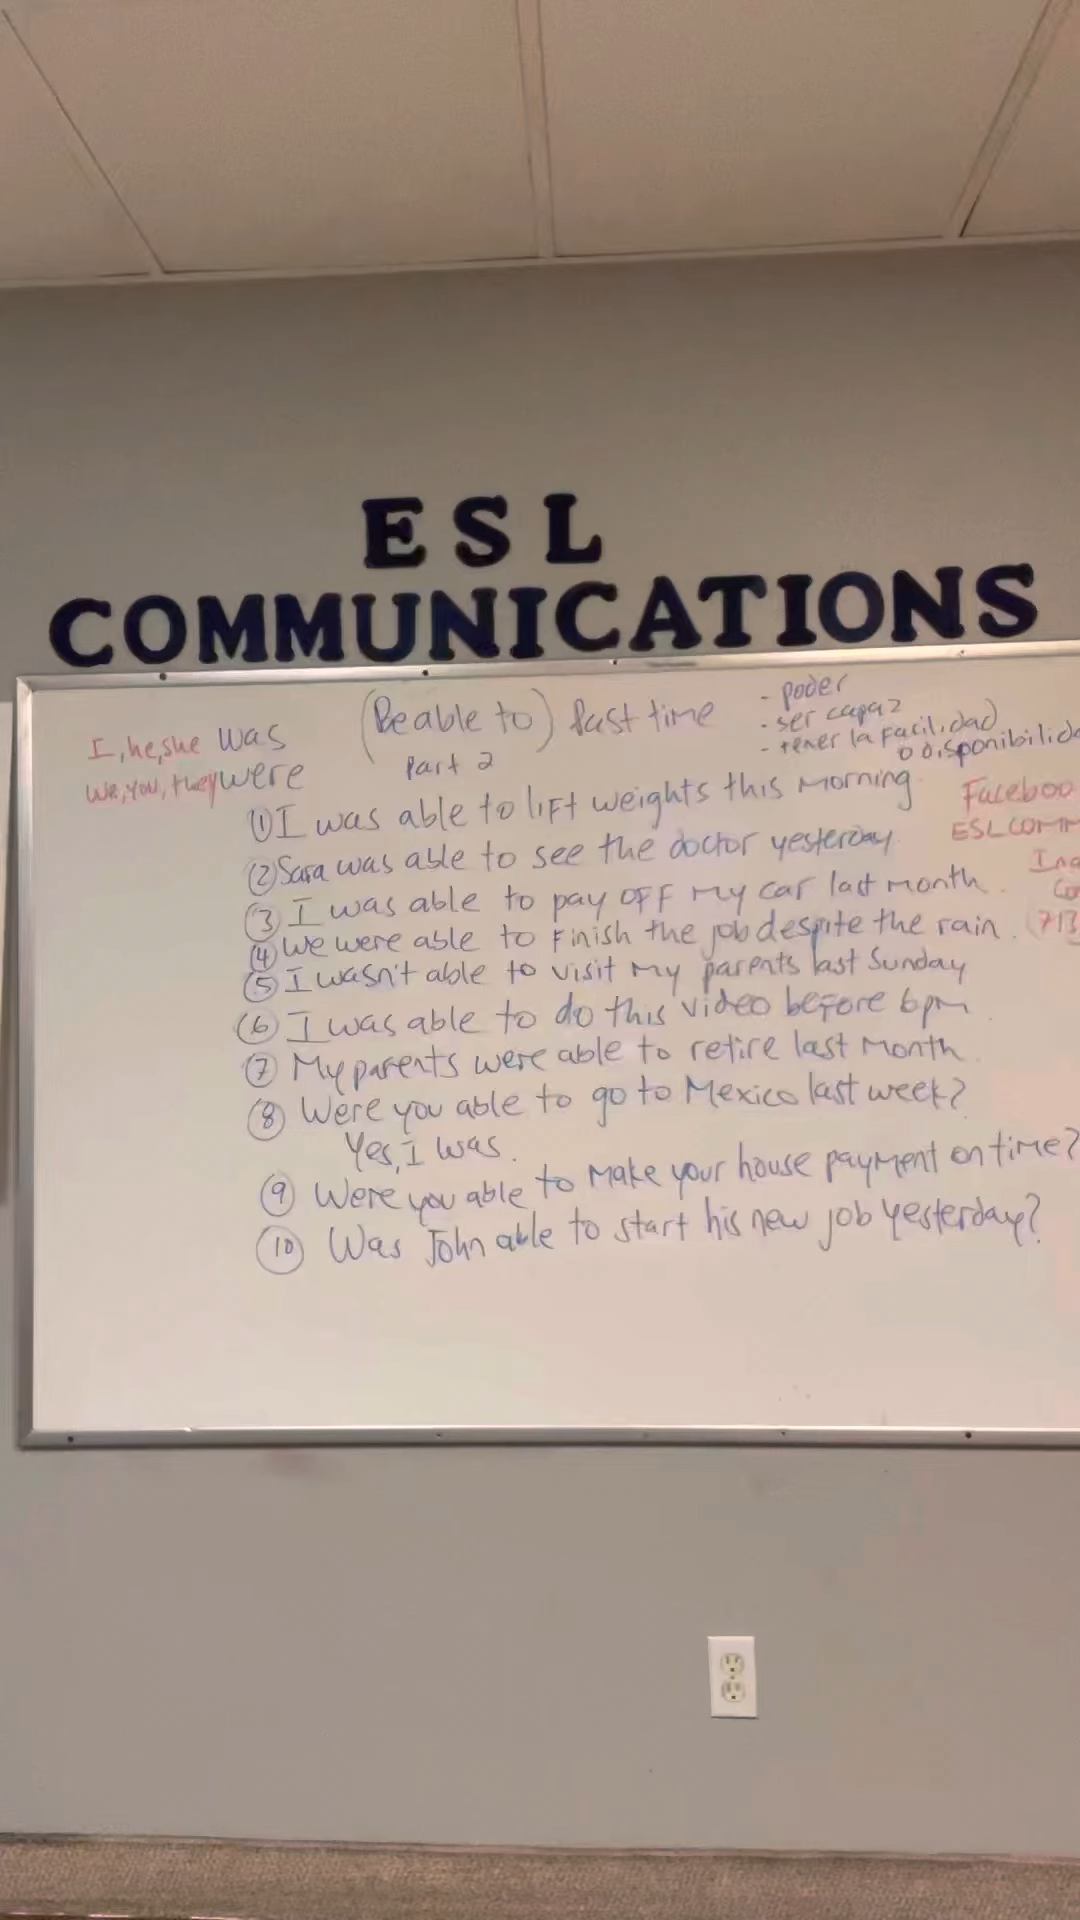 ESL
COMMUNICATIONS
I, he, she was
We, you, they were
(Be able to) Past time
Part 2
- poder
- ser capaz
- tener la facilidad
o disponibilida
① I was able to lift weights this morning
② Sara was able to see the doctor yesterday
③ I was able to pay off my car last month.
④ We were able to finish the job despite the rain.
⑤ I wasn't able to visit my parents last Sunday
⑥ I was able to do this video before 6pm
⑦ My parents were able to retire last month
⑧ Were you able to go to Mexico last week?
Yes, I was.
⑨ Were you able to make your house payment on time?
⑩ Was John able to start his new job yesterday?
Faceboo
ESLCOMM
(713